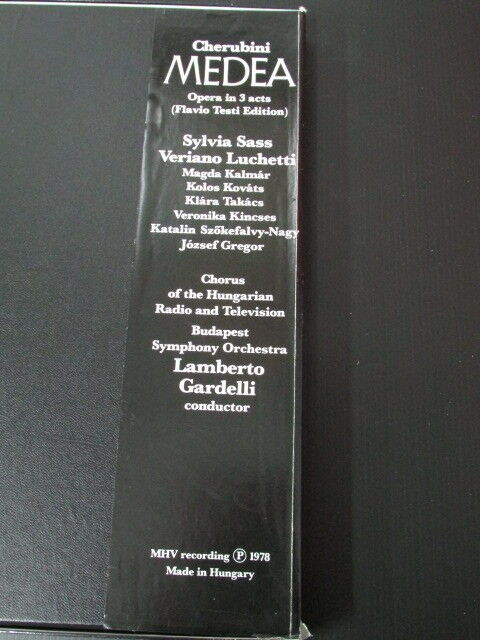 Cherubini
MEDEA
Opera in 3 acts
(Flavio Testi Edition)
Sylvia Sass
Veriano Luchetti
Magda Kalmár
Kolos Kováts
Klára Takács
Veronika Kincses
Katalin Szőkefalvy-Nagy
József Gregor
Chorus
of the Hungarian
Radio and Television
Budapest
Symphony Orchestra
Lamberto
Gardelli
conductor
MHV recording Ⓟ 1978
Made in Hungary